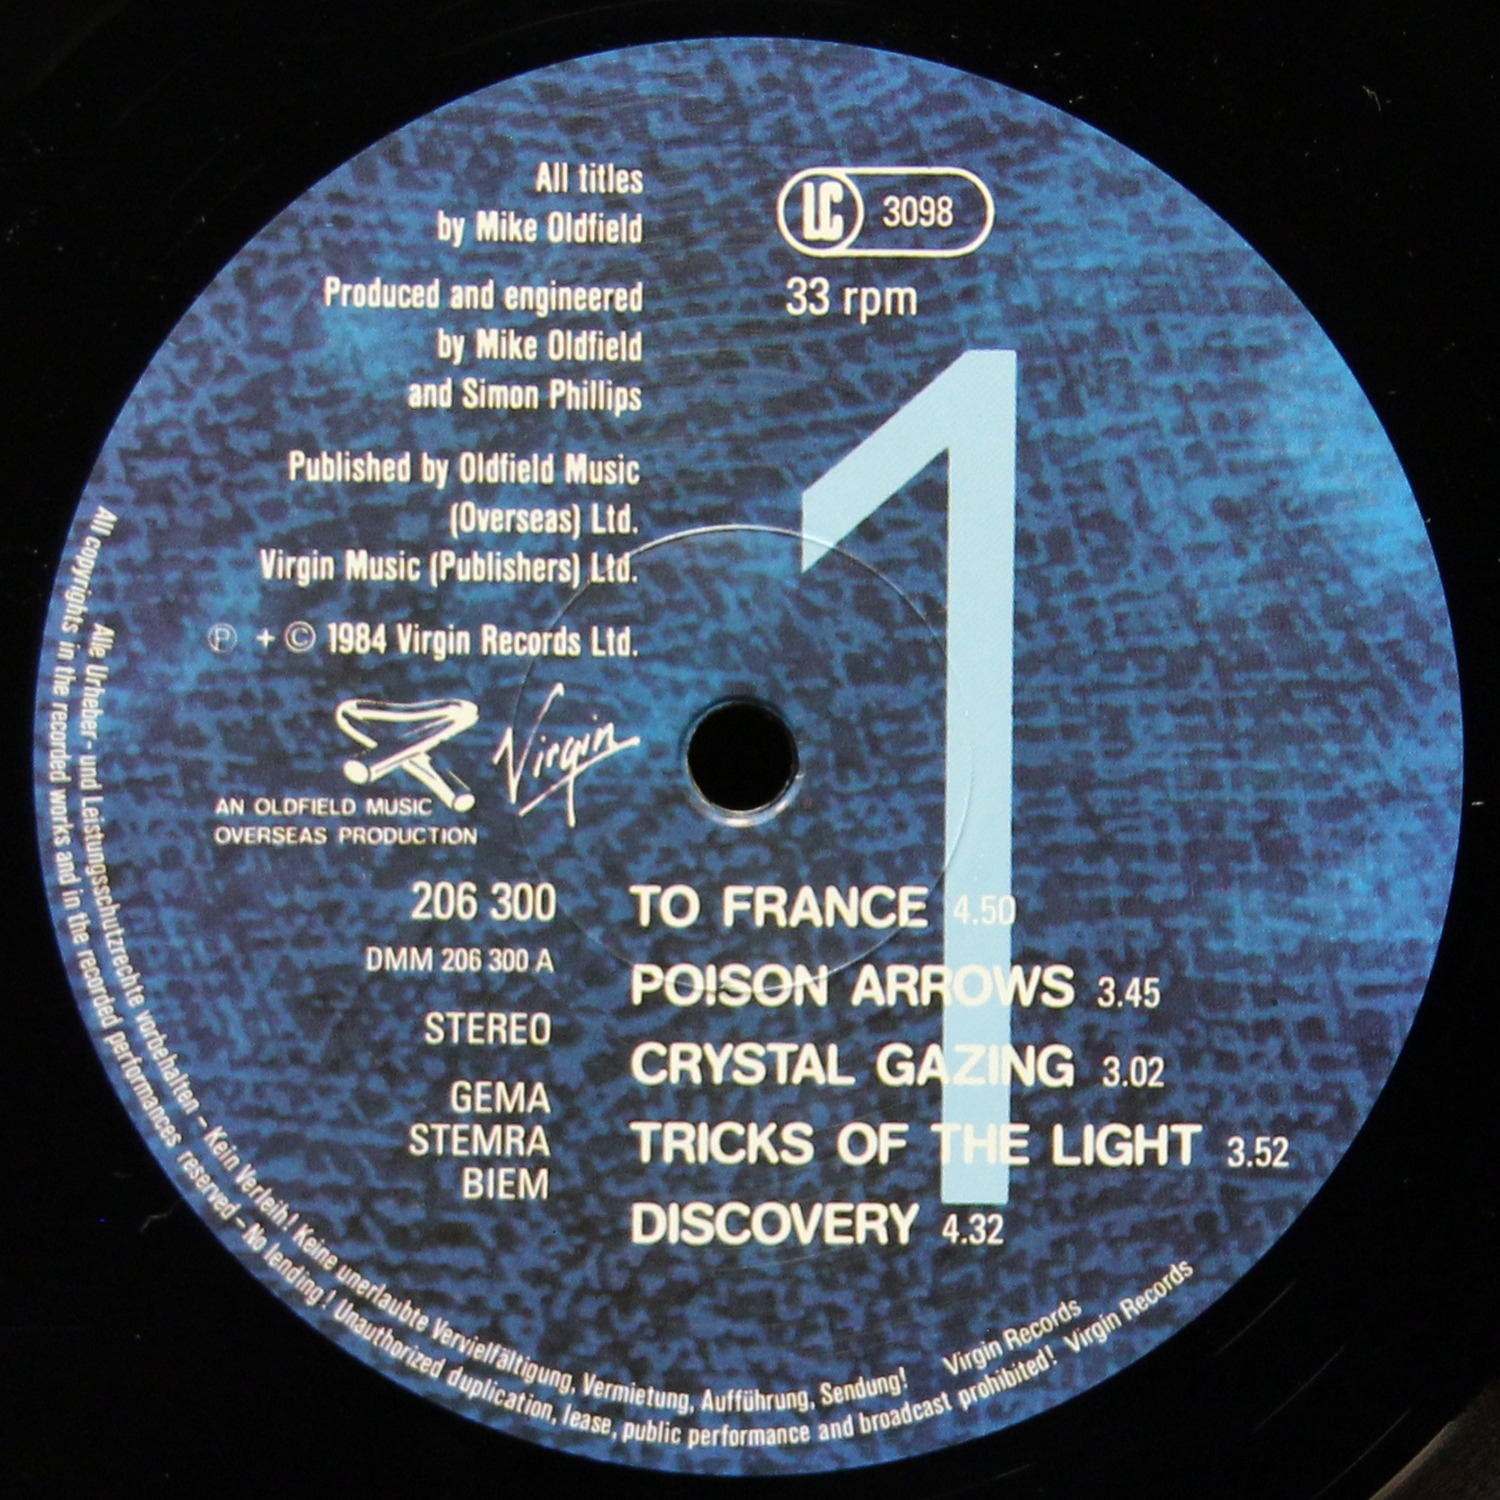 All titles
by Mike Oldfield
Produced and engineered
by Mike Oldfield
and Simon Phillips
Published by Oldfield Music
(Overseas) Ltd.
Virgin Music (Publishers) Ltd.
Ⓟ + © 1984 Virgin Records Ltd.
AN OLDFIELD MUSIC
OVERSEAS PRODUCTION
Virgin
LC 3098
33 rpm
1
206 300
DMM 206 300 A
STEREO
GEMA
STEMRA
BIEM
TO FRANCE 4.50
POISON ARROWS 3.45
CRYSTAL GAZING 3.02
TRICKS OF THE LIGHT 3.52
DISCOVERY 4.32
Alle Urheber- und Leistungsschutzrechte vorbehalten – Kein Verleih! Keine unerlaubte Vervielfältigung, Vermietung, Aufführung, Sendung! Virgin Records
All copyrights in the recorded works and in the recorded performances reserved – No lending! Unauthorized duplication, lease, public performance and broadcast prohibited! Virgin Records